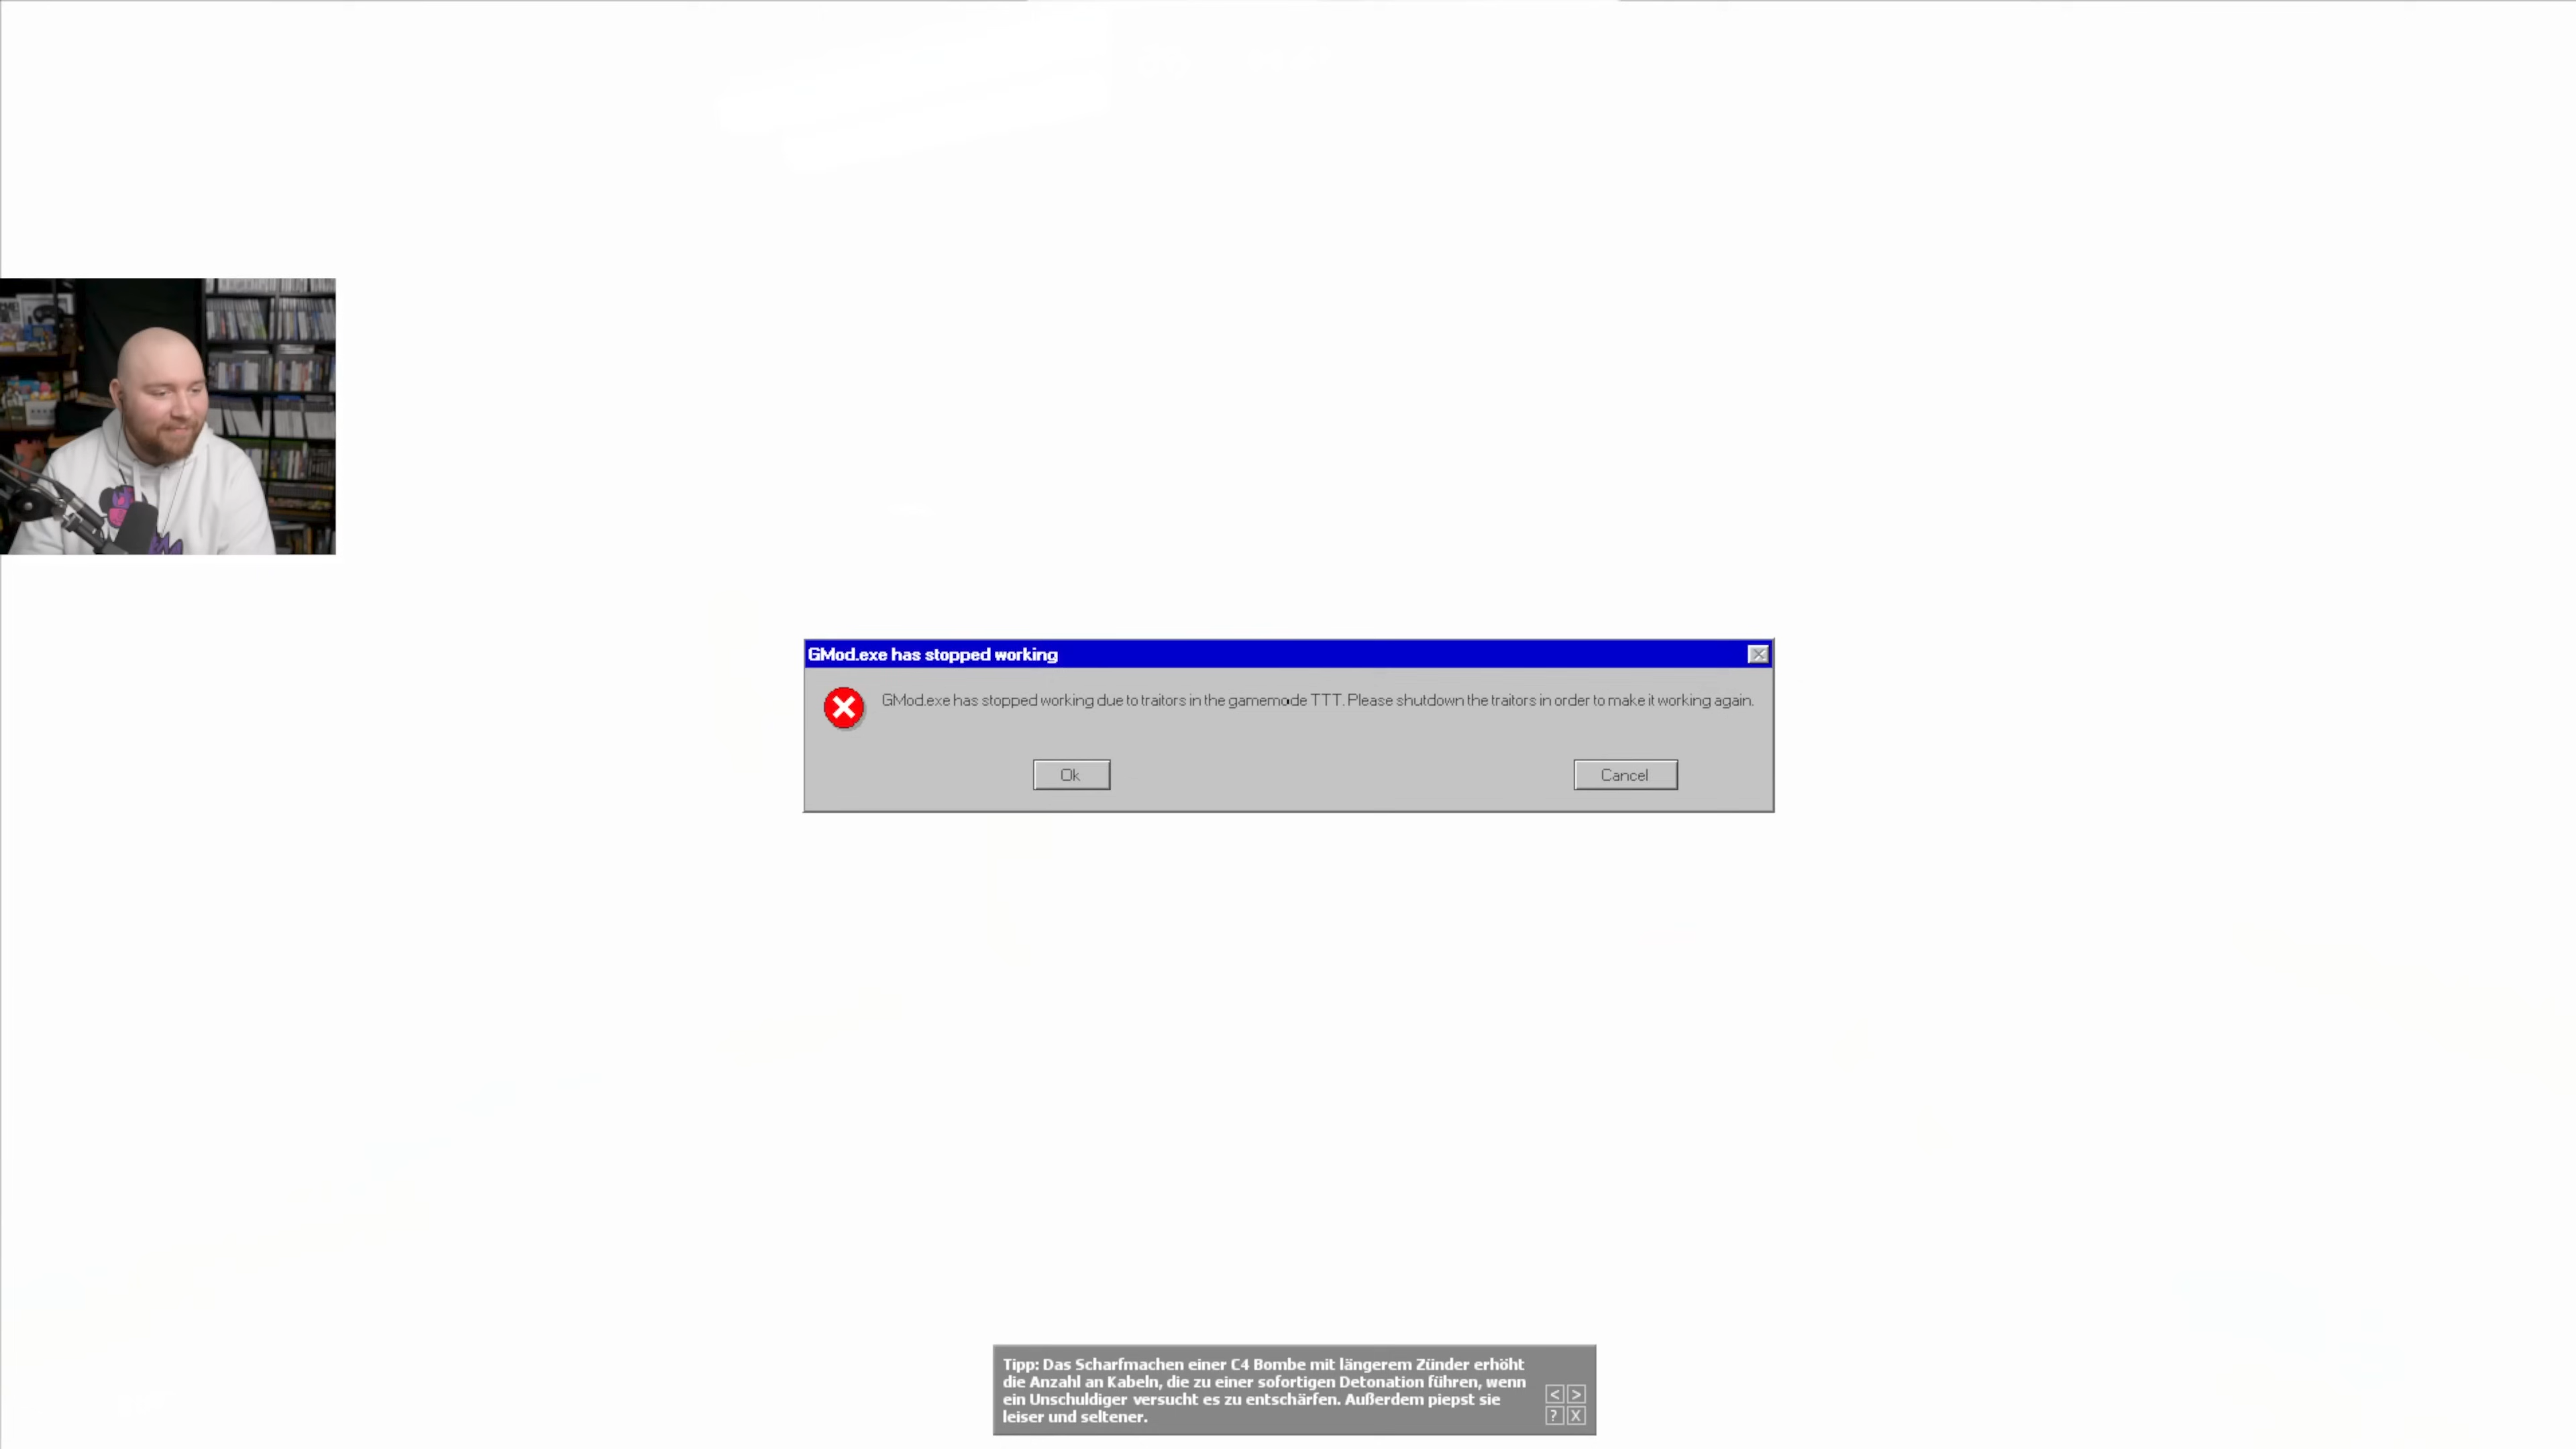 GMod.exe has stopped working
GMod.exe has stopped working due to traitors in the gamemode TTT. Please shutdown the traitors in order to make it working again.
Ok
Cancel
Tipp: Das Scharfmachen einer C4 Bombe mit längerem Zünder erhöht
die Anzahl an Kabeln, die zu einer sofortigen Detonation führen, wenn
ein Unschuldiger versucht es zu entschärfen. Außerdem piepst sie
leiser und seltener.
< >
? X